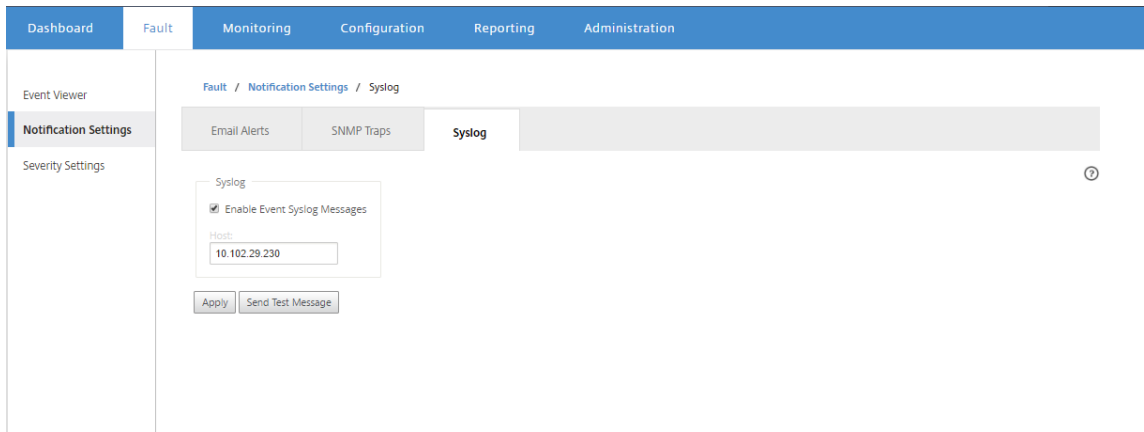 Dashboard Fault Monitoring Configuration Reporting Administration
Event Viewer
Notification Settings
Severity Settings
Fault / Notification Settings / Syslog
Email Alerts SNMP Traps Syslog
?
Syslog
Enable Event Syslog Messages
Host:
10.102.29.230
Apply Send Test Message